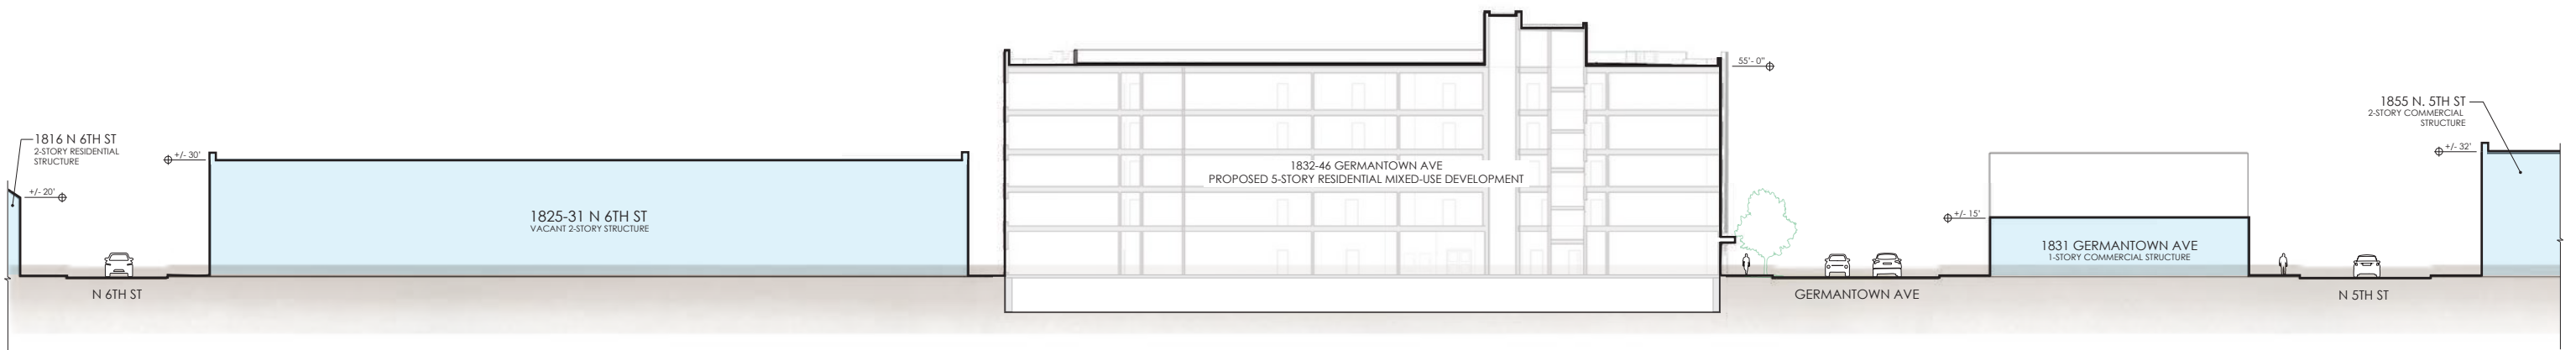 1816 N 6TH ST
2-STORY RESIDENTIAL
STRUCTURE
+/- 20'
N 6TH ST
+/- 30'
1825-31 N 6TH ST
VACANT 2-STORY STRUCTURE
1832-46 GERMANTOWN AVE
PROPOSED 5-STORY RESIDENTIAL MIXED-USE DEVELOPMENT
55'- 0"
GERMANTOWN AVE
+/- 15'
1831 GERMANTOWN AVE
1-STORY COMMERCIAL STRUCTURE
N 5TH ST
1855 N. 5TH ST
2-STORY COMMERCIAL
STRUCTURE
+/- 32'